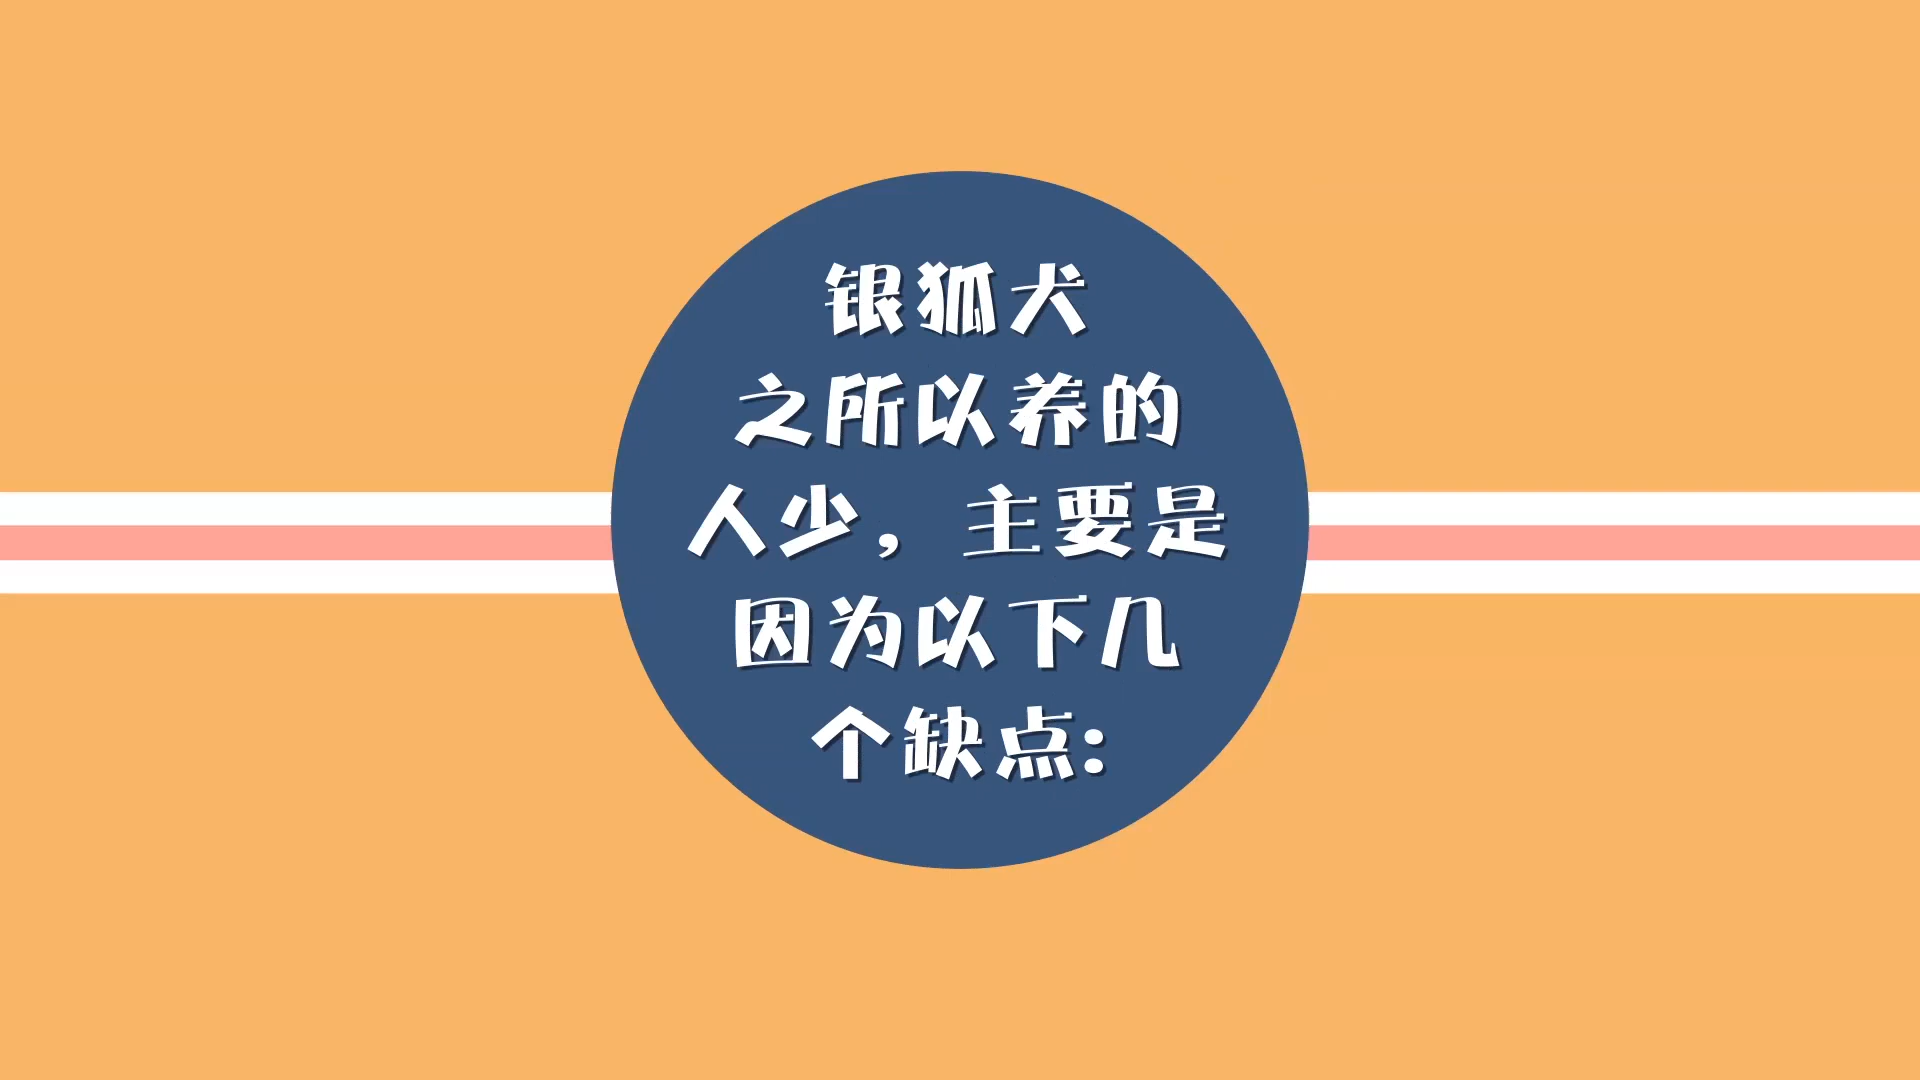 银狐犬
之所以养的
人少，主要是
因为以下几
个缺点：